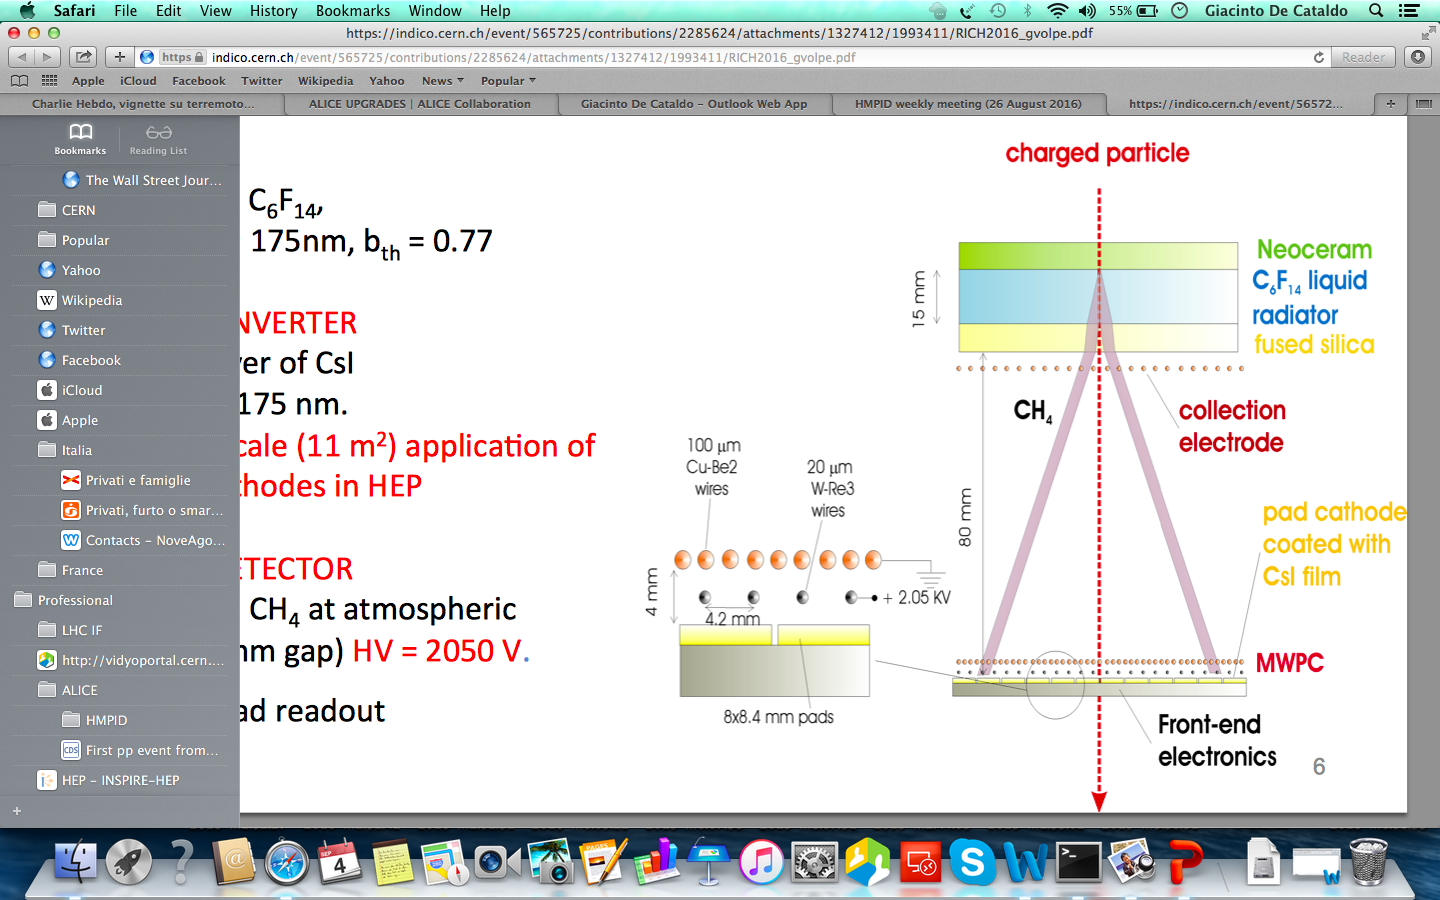 Safari File Edit View History Bookmarks Window Help 55% Giacinto De Cataldo
https://indico.cern.ch/event/565725/contributions/2285624/attachments/1327412/1993411/RICH2016_gvolpe.pdf
https indico.cern.ch/event/565725/contributions/2285624/attachments/1327412/1993411/RICH2016_gvolpe.pdf Reader
Apple iCloud Facebook Twitter Wikipedia Yahoo News Popular
Charlie Hebdo, vignette su terremoto... ALICE UPGRADES | ALICE Collaboration Giacinto De Cataldo – Outlook Web App HMPID weekly meeting (26 August 2016) https://indico.cern.ch/event/56572...
Bookmarks Reading List
The Wall Street Jour...
CERN
Popular
Yahoo
Wikipedia
Twitter
Facebook
iCloud
Apple
Italia
Privati e famiglie
Privati, furto o smar...
Contacts – NoveAgo...
France
Professional
LHC IF
http://vidyoportal.cern....
ALICE
HMPID
CDS First pp event from...
HEP – INSPIRE-HEP
C6F14,
175nm, bth = 0.77
NVERTER
er of CsI
175 nm.
cale (11 m2) application of
thodes in HEP
ETECTOR
CH4 at atmospheric
mm gap) HV = 2050 V.
ad readout
100 µm
Cu-Be2
wires
20 µm
W-Re3
wires
4 mm
4.2 mm
+ 2.05 KV
8x8.4 mm pads
charged particle
15 mm
Neoceram
C6F14 liquid
radiator
fused silica
CH4
collection
electrode
80 mm
pad cathode
coated with
CsI film
MWPC
Front-end
electronics
6
SEP
4
PAGES